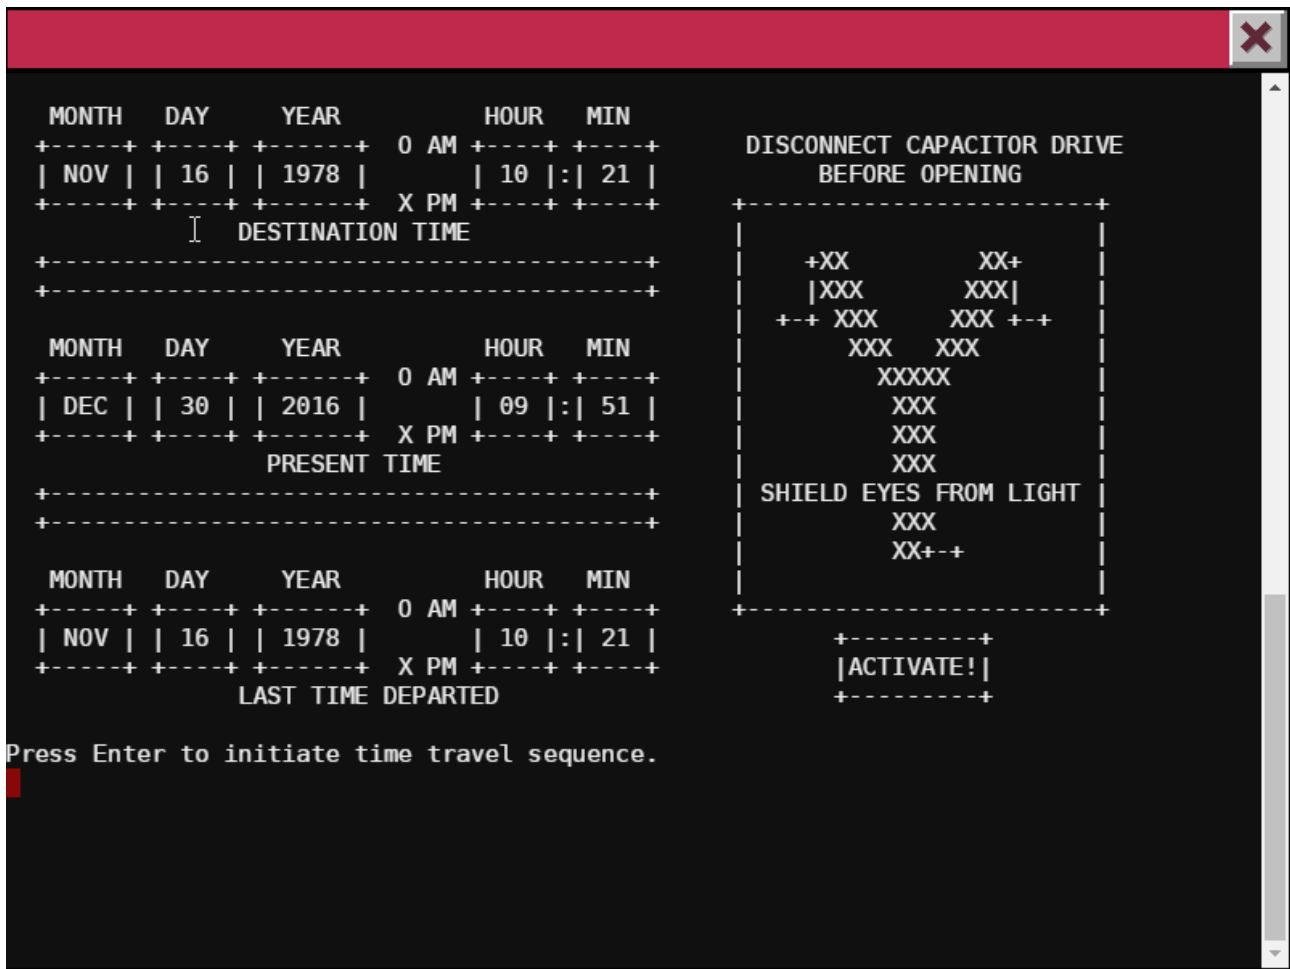 MONTH   DAY     YEAR          HOUR   MIN
+-----+ +----+ +------+  O AM +----+ +----+      DISCONNECT CAPACITOR DRIVE
| NOV | | 16 | | 1978 |       | 10 |:| 21 |           BEFORE OPENING
+-----+ +----+ +------+  X PM +----+ +----+     +------------------------+
              DESTINATION TIME                  |                        |
+-----------------------------------------+     |    +XX         XX+     |
+-----------------------------------------+     |    |XXX       XXX|     |
                                                |  +-+ XXX     XXX +-+   |
 MONTH   DAY     YEAR          HOUR   MIN       |       XXX   XXX        |
+-----+ +----+ +------+  O AM +----+ +----+     |         XXXXX          |
| DEC | | 30 | | 2016 |       | 09 |:| 51 |     |          XXX           |
+-----+ +----+ +------+  X PM +----+ +----+     |          XXX           |
                PRESENT TIME                    |          XXX           |
+-----------------------------------------+     | SHIELD EYES FROM LIGHT |
+-----------------------------------------+     |          XXX           |
                                                |          XX+-+         |
 MONTH   DAY     YEAR          HOUR   MIN       |                        |
+-----+ +----+ +------+  O AM +----+ +----+     +------------------------+
| NOV | | 16 | | 1978 |       | 10 |:| 21 |            +---------+
+-----+ +----+ +------+  X PM +----+ +----+            |ACTIVATE!|
              LAST TIME DEPARTED                       +---------+
Press Enter to initiate time travel sequence.